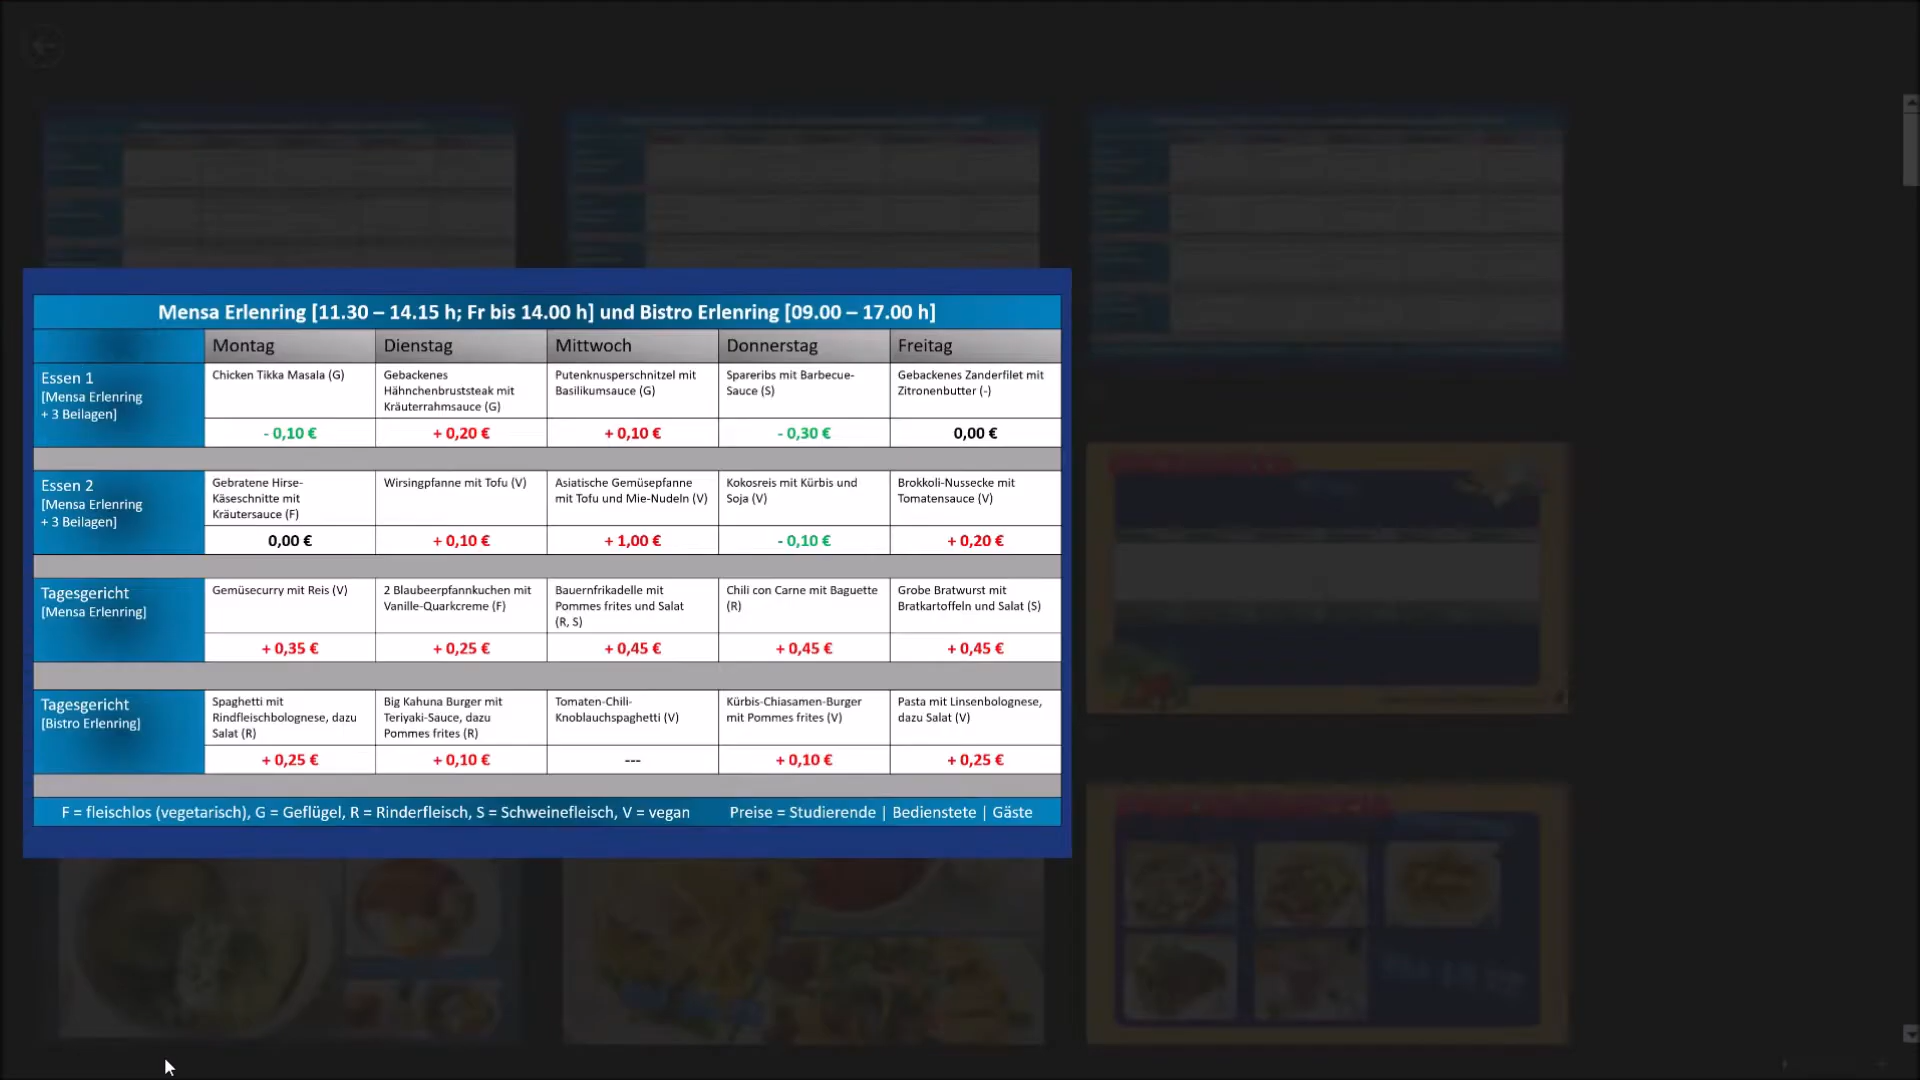 Mensa Erlenring [11.30 – 14.15 h; Fr bis 14.00 h] und Bistro Erlenring [09.00 – 17.00 h]
Montag Dienstag Mittwoch Donnerstag Freitag
Essen 1
[Mensa Erlenring
+ 3 Beilagen]
Chicken Tikka Masala (G)
Gebackenes
Hähnchenbruststeak mit
Kräuterrahmsauce (G)
Putenknusperschnitzel mit
Basilikumsauce (G)
Spareribs mit Barbecue-
Sauce (S)
Gebackenes Zanderfilet mit
Zitronenbutter (-)
- 0,10 € + 0,20 € + 0,10 € - 0,30 € 0,00 €
Essen 2
[Mensa Erlenring
+ 3 Beilagen]
Gebratene Hirse-
Käseschnitte mit
Kräutersauce (F)
Wirsingpfanne mit Tofu (V)
Asiatische Gemüsepfanne
mit Tofu und Mie-Nudeln (V)
Kokosreis mit Kürbis und
Soja (V)
Brokkoli-Nussecke mit
Tomatensauce (V)
0,00 € + 0,10 € + 1,00 € - 0,10 € + 0,20 €
Tagesgericht
[Mensa Erlenring]
Gemüsecurry mit Reis (V)
2 Blaubeerpfannkuchen mit
Vanille-Quarkcreme (F)
Bauernfrikadelle mit
Pommes frites und Salat
(R, S)
Chili con Carne mit Baguette
(R)
Grobe Bratwurst mit
Bratkartoffeln und Salat (S)
+ 0,35 € + 0,25 € + 0,45 € + 0,45 € + 0,45 €
Tagesgericht
[Bistro Erlenring]
Spaghetti mit
Rindfleischbolognese, dazu
Salat (R)
Big Kahuna Burger mit
Teriyaki-Sauce, dazu
Pommes frites (R)
Tomaten-Chili-
Knoblauchspaghetti (V)
Kürbis-Chiasamen-Burger
mit Pommes frites (V)
Pasta mit Linsenbolognese,
dazu Salat (V)
+ 0,25 € + 0,10 € --- + 0,10 € + 0,25 €
F = fleischlos (vegetarisch), G = Geflügel, R = Rinderfleisch, S = Schweinefleisch, V = vegan Preise = Studierende | Bedienstete | Gäste